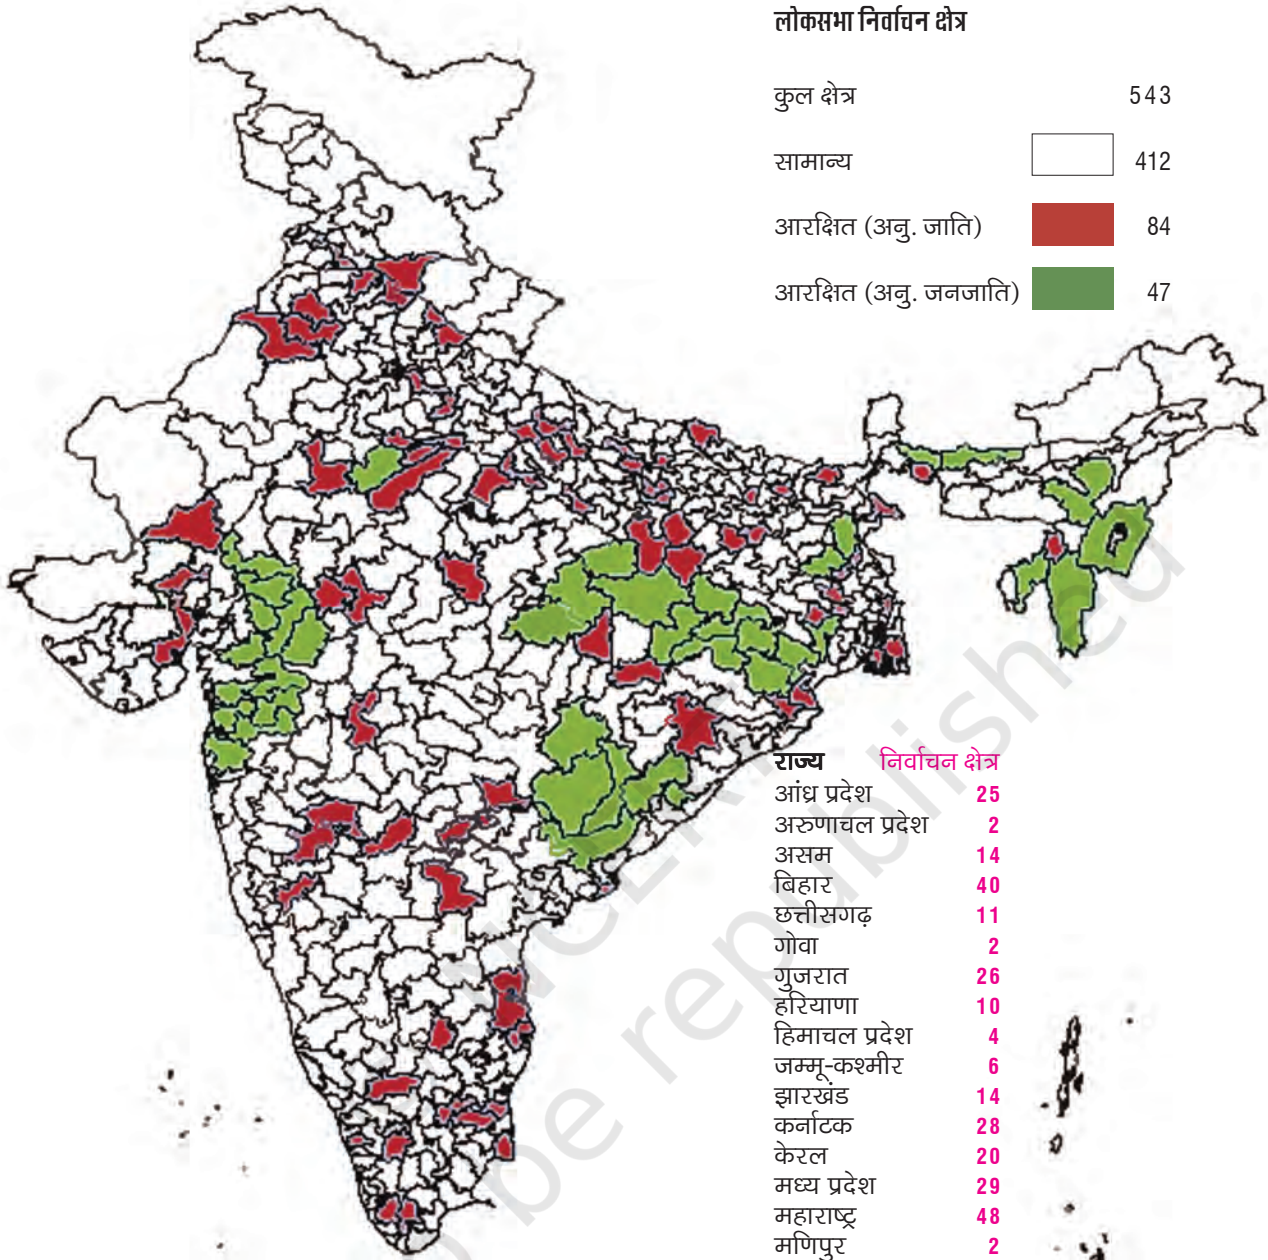 लोकसभा निर्वाचन क्षेत्र
कुल क्षेत्र 543
सामान्य 412
आरक्षित (अनु. जाति) 84
आरक्षित (अनु. जनजाति) 47
राज्य निर्वाचन क्षेत्र
आंध्र प्रदेश 25
अरुणाचल प्रदेश 2
असम 14
बिहार 40
छत्तीसगढ़ 11
गोवा 2
गुजरात 26
हरियाणा 10
हिमाचल प्रदेश 4
जम्मू-कश्मीर 6
झारखंड 14
कर्नाटक 28
केरल 20
मध्य प्रदेश 29
महाराष्ट्र 48
मणिपुर 2
be republished